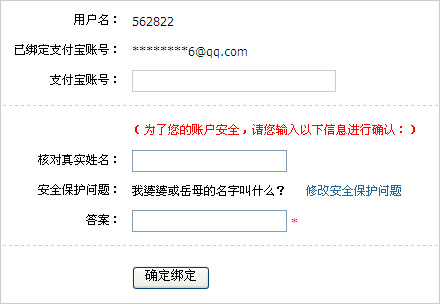 用户名： 562822
已绑定支付宝账号： ********6@qq.com
支付宝账号：
（为了您的账户安全，请您输入以下信息进行确认：）
核对真实姓名：
安全保护问题： 我婆婆或岳母的名字叫什么？ 修改安全保护问题
答案： *
确定绑定